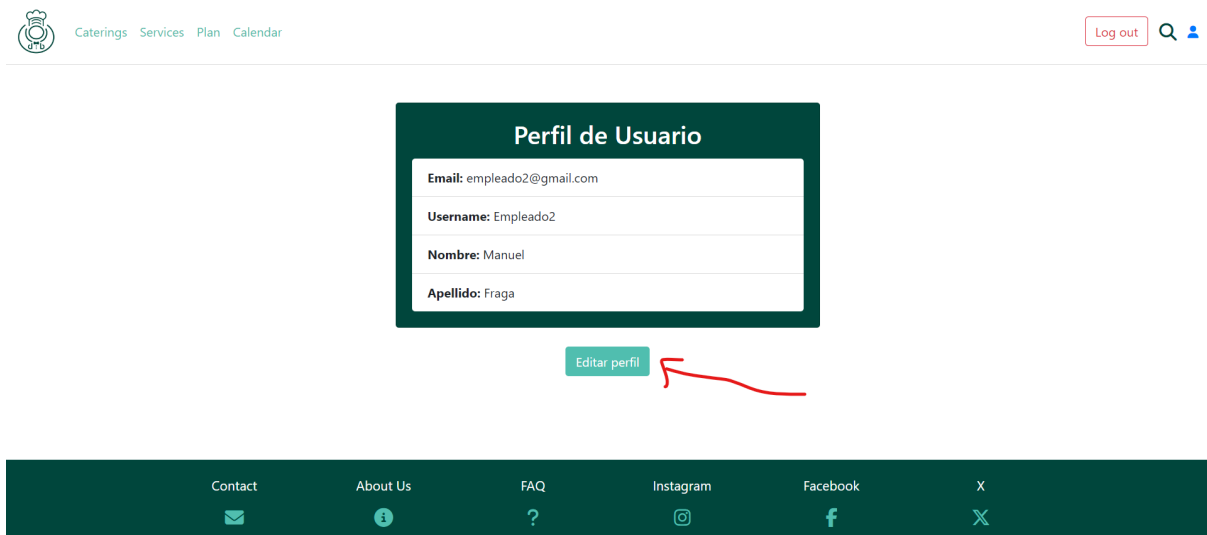 dTb
Caterings Services Plan Calendar
Log out
Perfil de Usuario
Email: empleado2@gmail.com
Username: Empleado2
Nombre: Manuel
Apellido: Fraga
Editar perfil
Contact About Us FAQ Instagram Facebook X